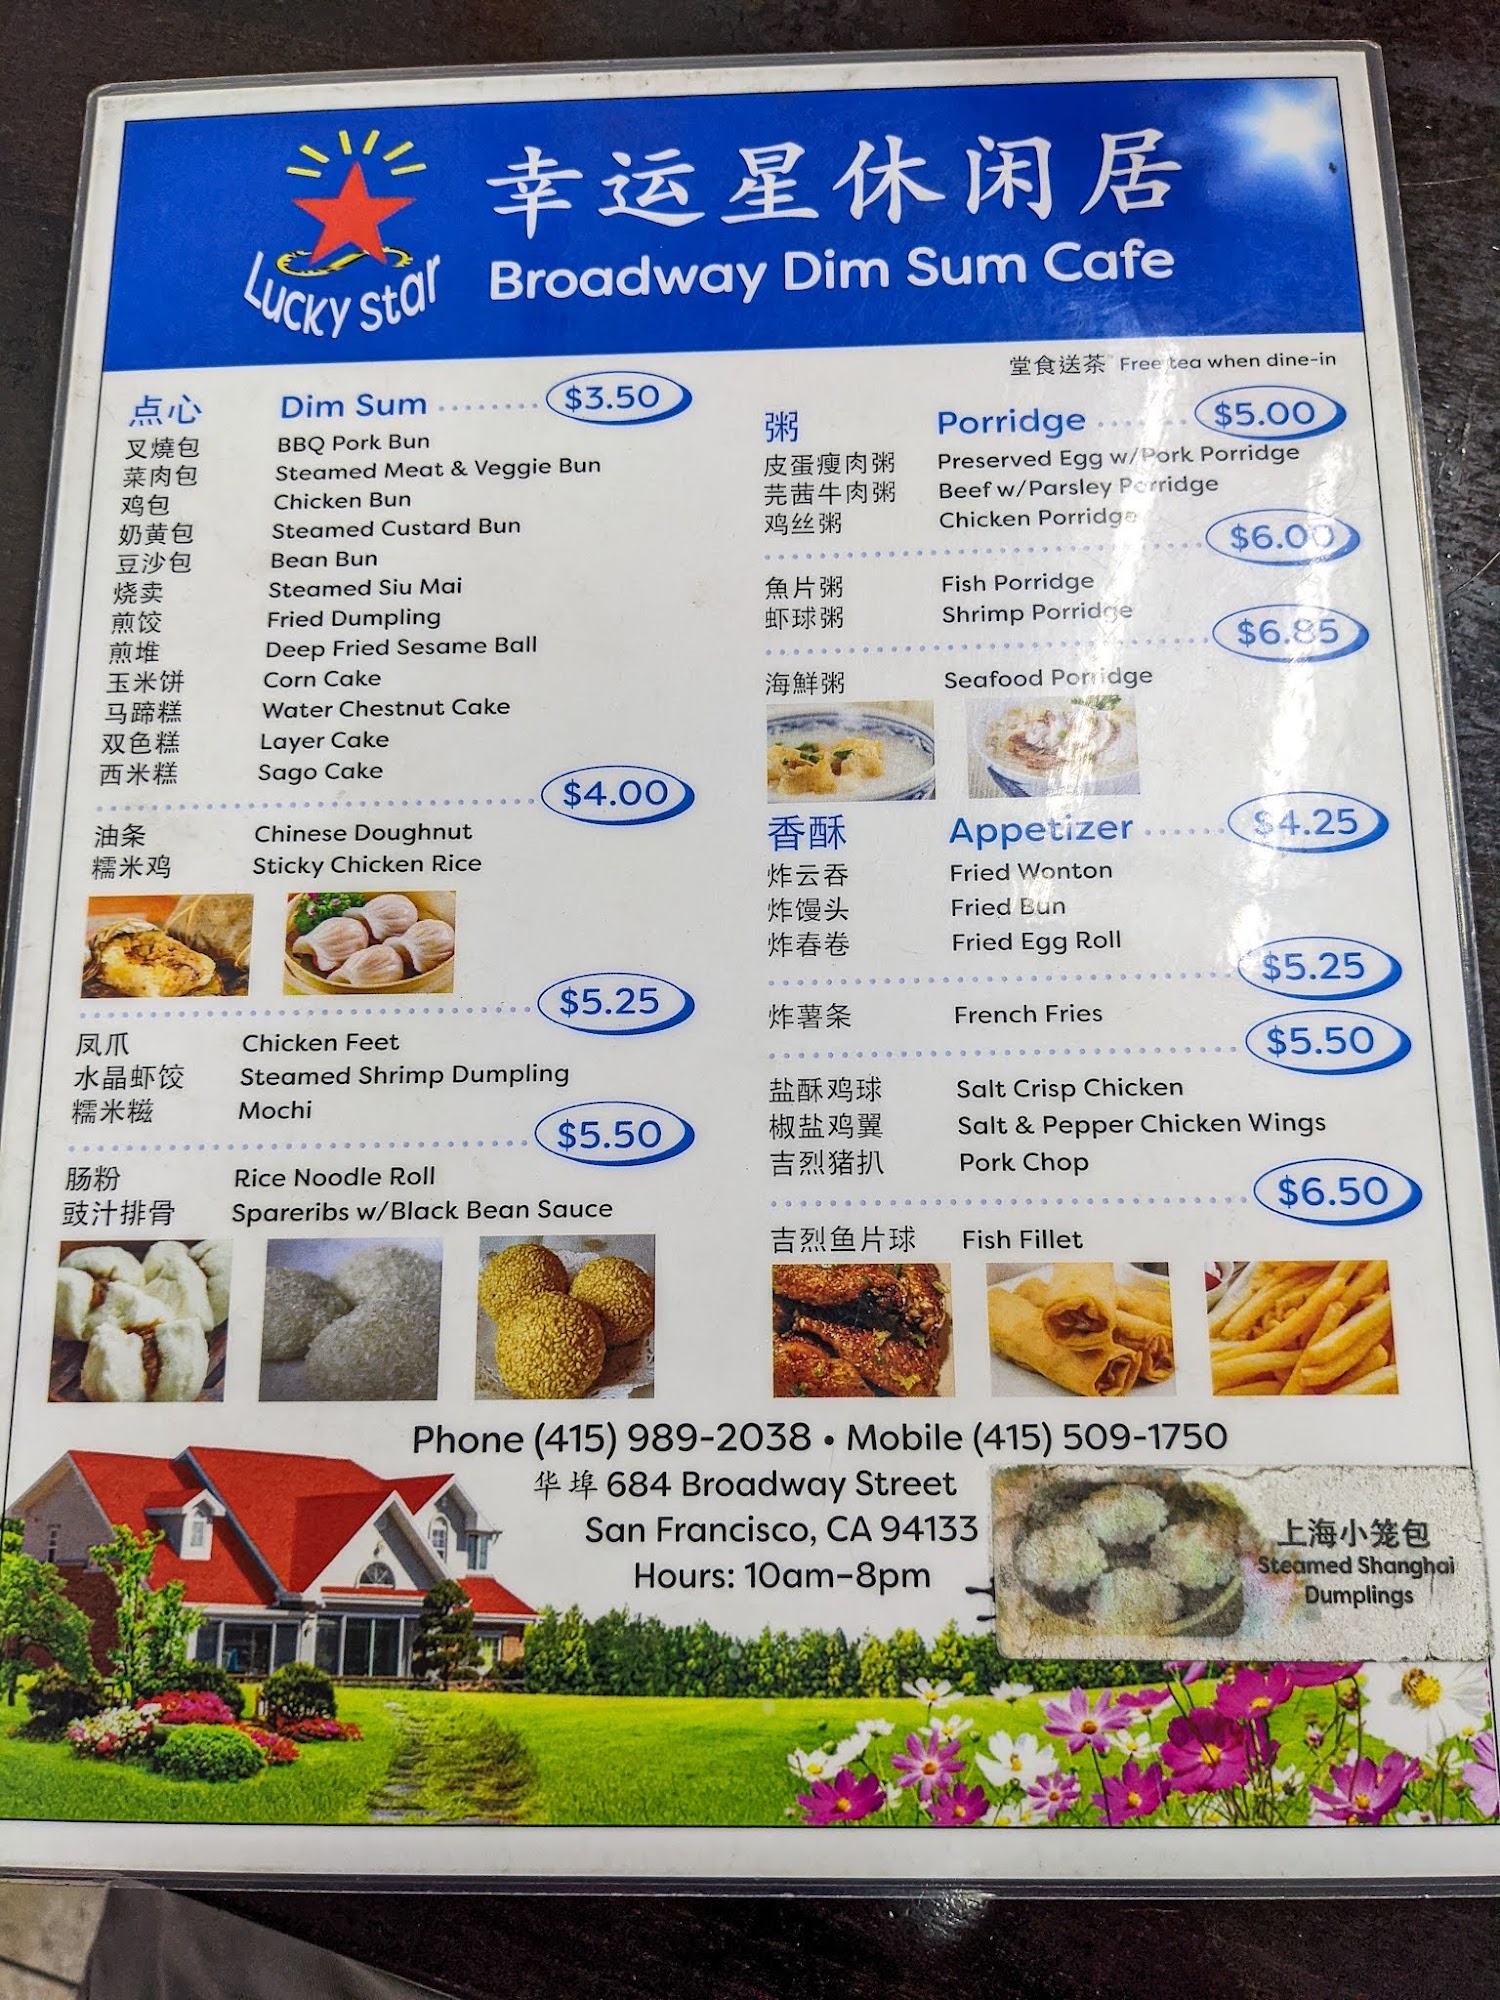 Lucky Star
幸运星休闲居
Broadway Dim Sum Cafe
堂食送茶 Free tea when dine-in
点心 Dim Sum $3.50
叉燒包 BBQ Pork Bun
菜肉包 Steamed Meat & Veggie Bun
鸡包 Chicken Bun
奶黄包 Steamed Custard Bun
豆沙包 Bean Bun
烧卖 Steamed Siu Mai
煎饺 Fried Dumpling
煎堆 Deep Fried Sesame Ball
玉米饼 Corn Cake
马蹄糕 Water Chestnut Cake
双色糕 Layer Cake
西米糕 Sago Cake
$4.00
油条 Chinese Doughnut
糯米鸡 Sticky Chicken Rice
$5.25
凤爪 Chicken Feet
水晶虾饺 Steamed Shrimp Dumpling
糯米糍 Mochi
$5.50
肠粉 Rice Noodle Roll
豉汁排骨 Spareribs w/Black Bean Sauce
粥 Porridge $5.00
皮蛋瘦肉粥 Preserved Egg w/Pork Porridge
芫茜牛肉粥 Beef w/Parsley Porridge
鸡丝粥 Chicken Porridge
$6.00
魚片粥 Fish Porridge
虾球粥 Shrimp Porridge
$6.85
海鮮粥 Seafood Porridge
香酥 Appetizer $4.25
炸云吞 Fried Wonton
炸馒头 Fried Bun
炸春卷 Fried Egg Roll
$5.25
炸薯条 French Fries
$5.50
盐酥鸡球 Salt Crisp Chicken
椒盐鸡翼 Salt & Pepper Chicken Wings
吉烈猪扒 Pork Chop
$6.50
吉烈鱼片球 Fish Fillet
Phone (415) 989-2038 • Mobile (415) 509-1750
华埠 684 Broadway Street
San Francisco, CA 94133
Hours: 10am-8pm
上海小笼包
Steamed Shanghai
Dumplings